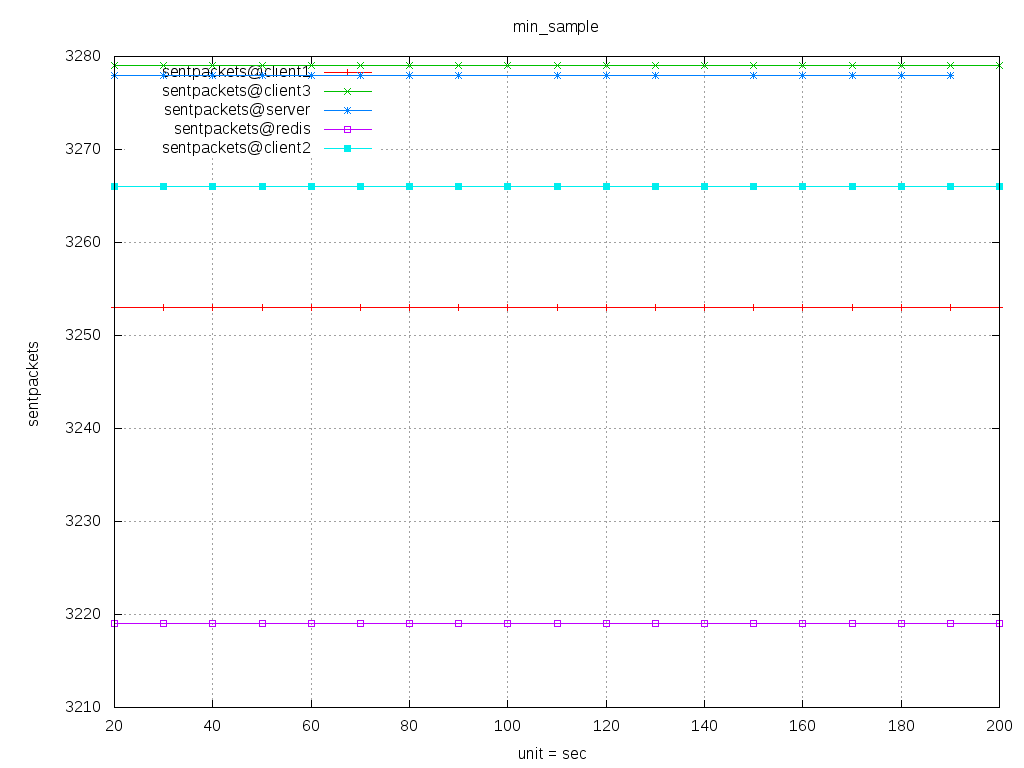 min_sample
sentpackets@client1
sentpackets@client3
sentpackets@server
sentpackets@redis
sentpackets@client2
3280
3270
3260
3250
3240
3230
3220
3210
sentpackets
20 40 60 80 100 120 140 160 180 200
unit = sec